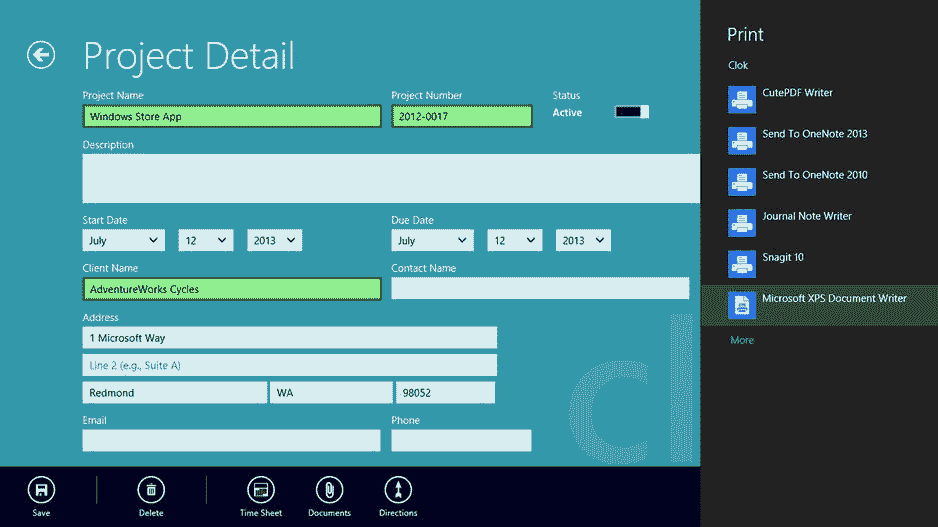 Project Detail
Project Name
Project Number
Status
Windows Store App
2012-0017
Active
Description
Start Date
Due Date
July
12
2013
July
12
2013
Client Name
Contact Name
AdventureWorks Cycles
Address
1 Microsoft Way
Line 2 (e.g., Suite A)
Redmond
WA
98052
Email
Phone
Save
Delete
Time Sheet
Documents
Directions
Print
Clok
CutePDF Writer
Send To OneNote 2013
Send To OneNote 2010
Journal Note Writer
Snagit 10
Microsoft XPS Document Writer
More
cl